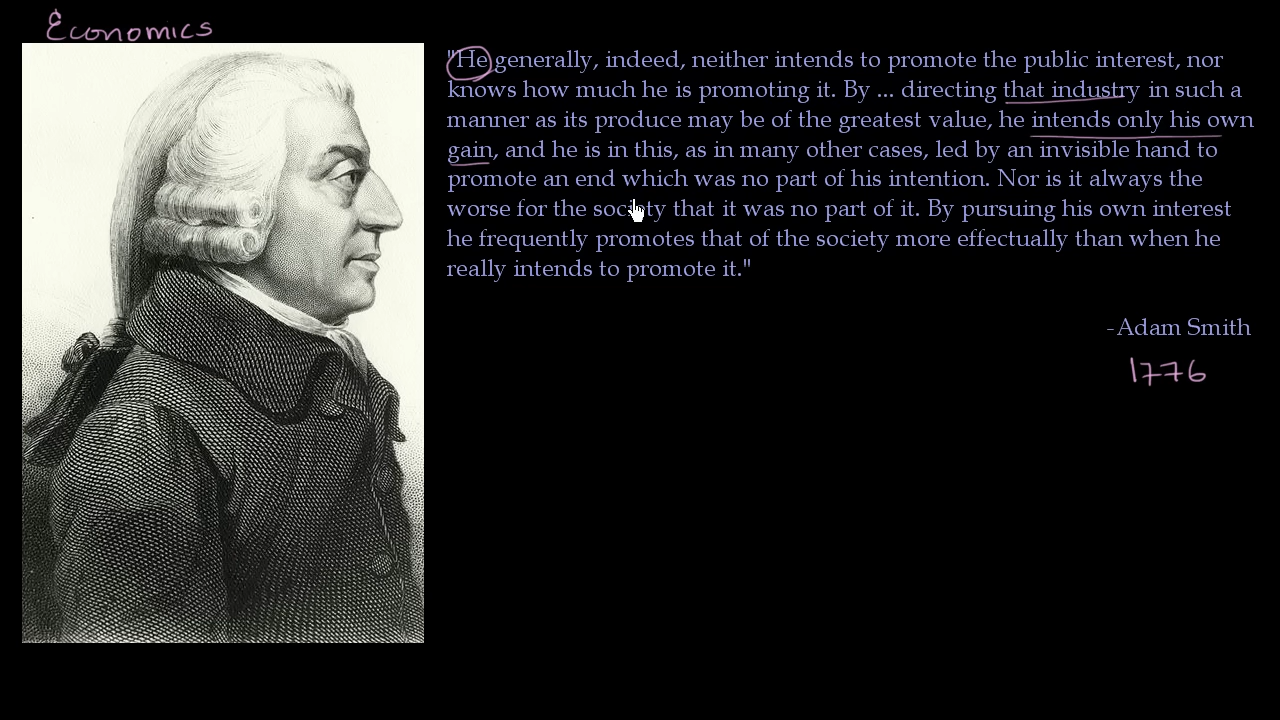 Economics
"He generally, indeed, neither intends to promote the public interest, nor
knows how much he is promoting it. By ... directing that industry in such a
manner as its produce may be of the greatest value, he intends only his own
gain, and he is in this, as in many other cases, led by an invisible hand to
promote an end which was no part of his intention. Nor is it always the
worse for the society that it was no part of it. By pursuing his own interest
he frequently promotes that of the society more effectually than when he
really intends to promote it."
-Adam Smith
1776